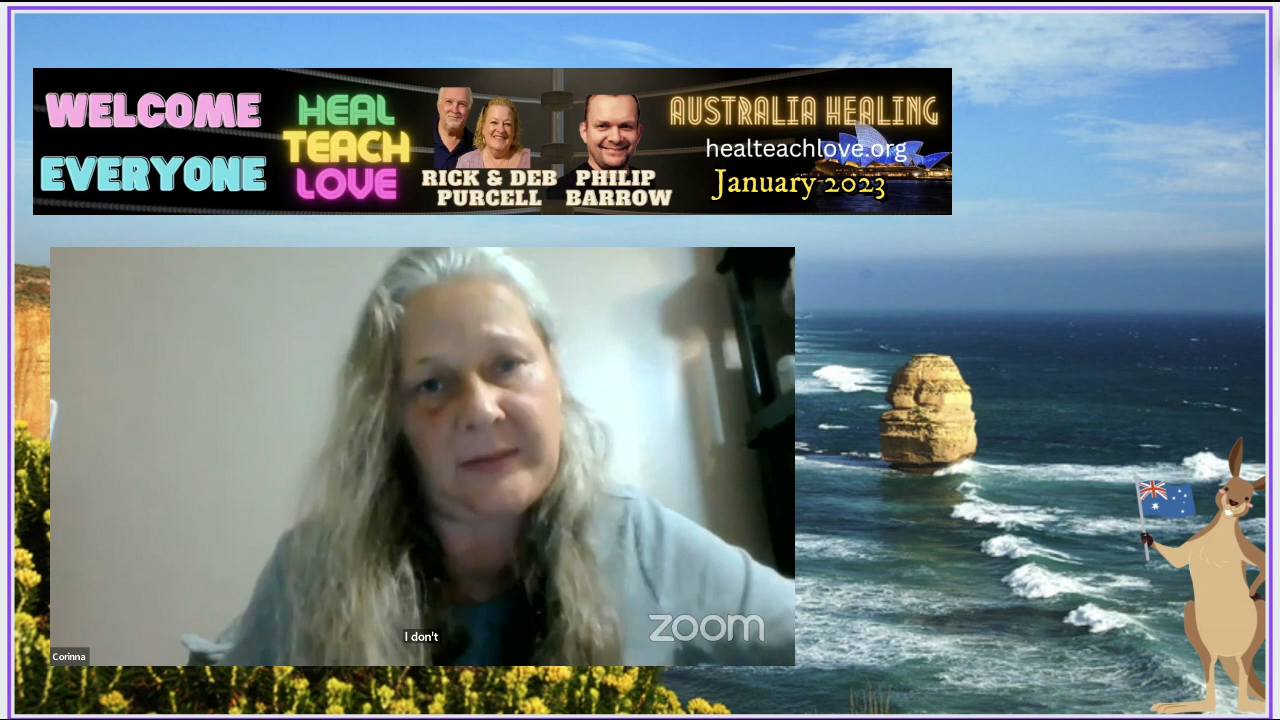 WELCOME
EVERYONE
HEAL
TEACH
LOVE
RICK & DEB
PURCELL
PHILIP
BARROW
AUSTRALIA HEALING
healteachlove.org
January 2023
I don't
zoom
Corinna